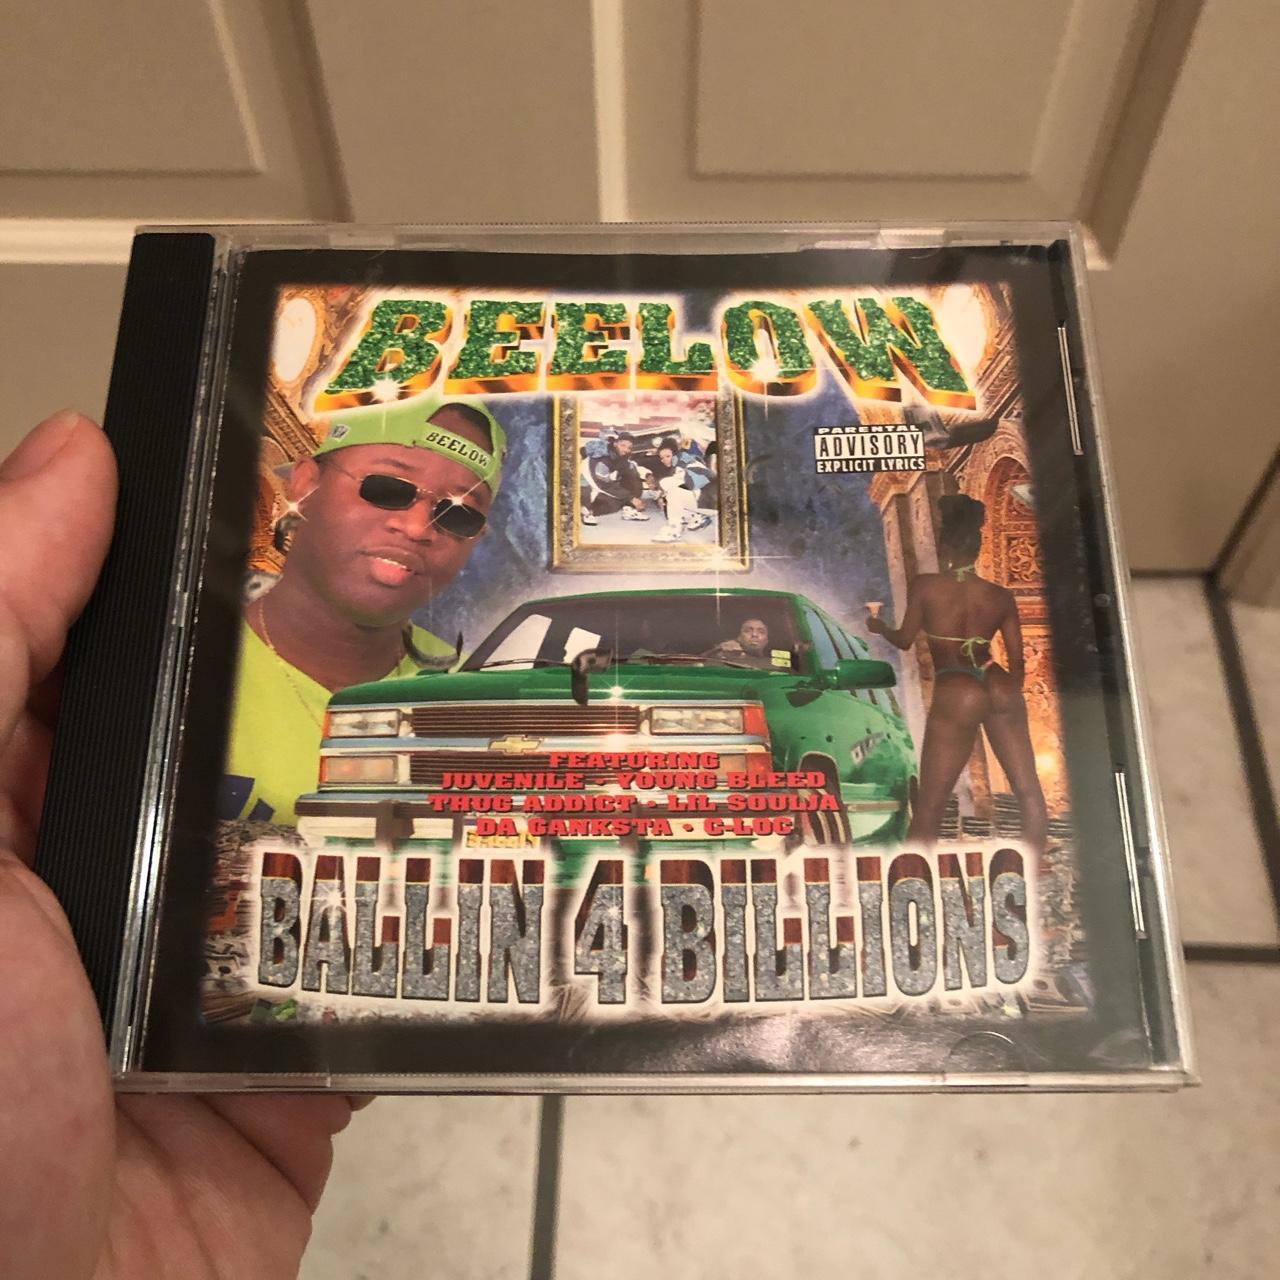 BEELOW
BEELOW
PARENTAL
ADVISORY
EXPLICIT LYRICS
FEATURING
JUVENILE • YOUNG BLEED
THUG ADDICT • LIL SOULJA
DA GANKSTA • C-LOC
BALLIN 4 BILLIONS